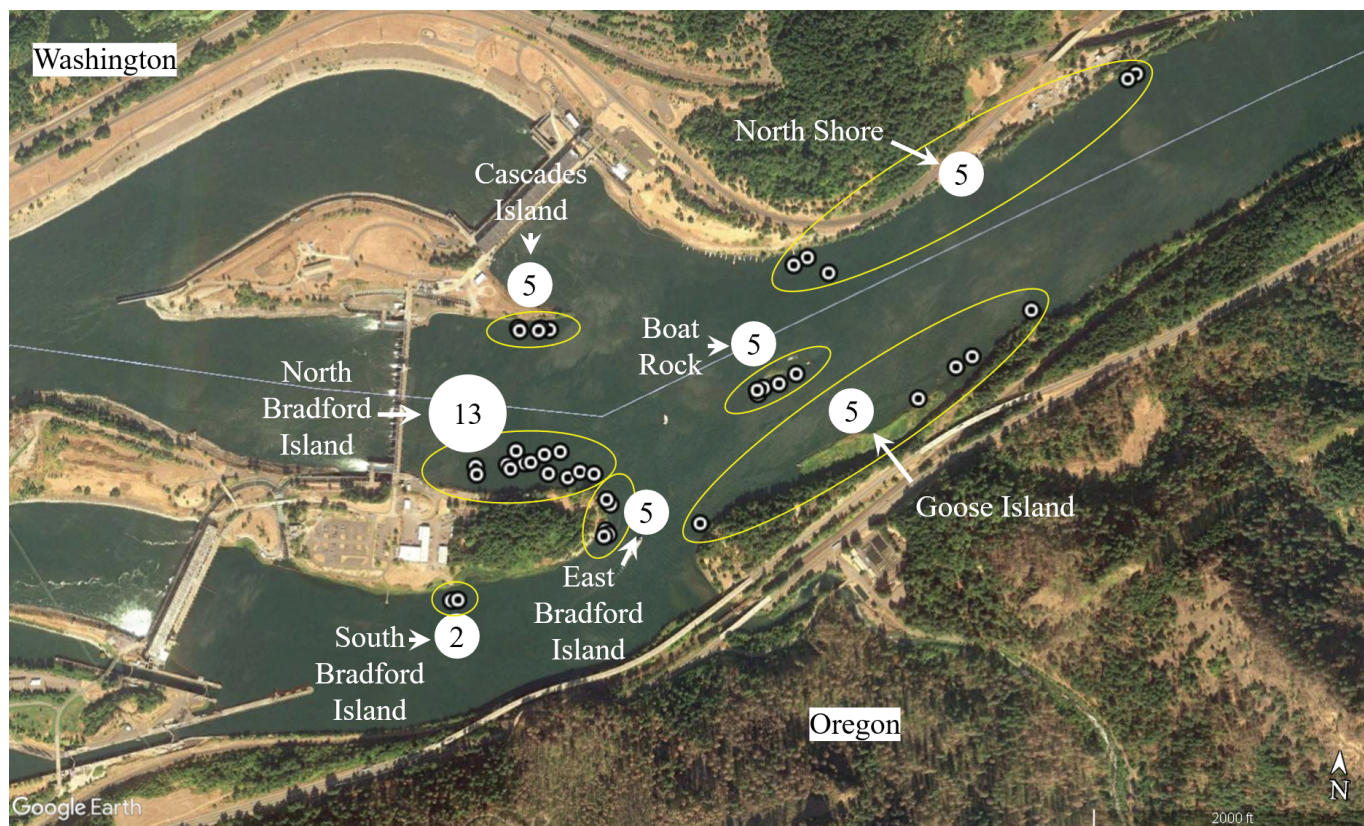 Washington
North Shore
5
Cascades
Island
5
Boat
Rock
5
North
Bradford
Island
13
5
Goose Island
5
East
Bradford
Island
South
Bradford
Island
2
Oregon
N
Google Earth
2000 ft